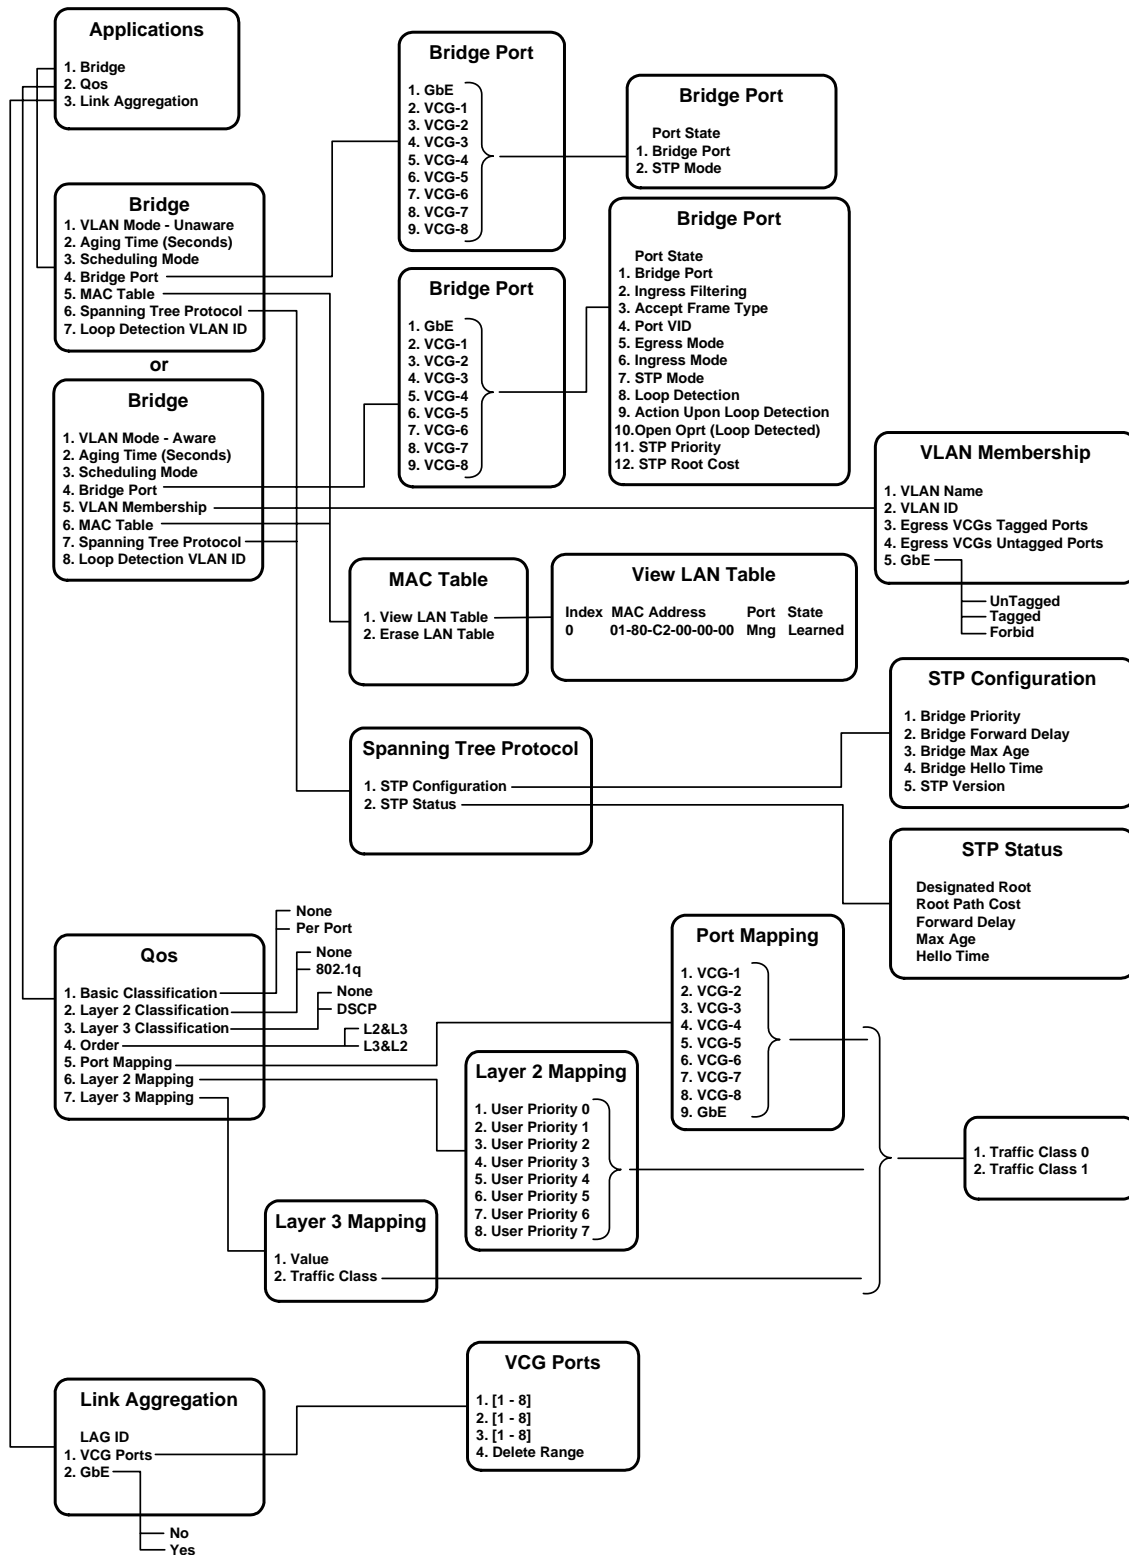 Applications
1. Bridge
2. Qos
3. Link Aggregation
Bridge
1. VLAN Mode - Unaware
2. Aging Time (Seconds)
3. Scheduling Mode
4. Bridge Port
5. MAC Table
6. Spanning Tree Protocol
7. Loop Detection VLAN ID
or
Bridge
1. VLAN Mode - Aware
2. Aging Time (Seconds)
3. Scheduling Mode
4. Bridge Port
5. VLAN Membership
6. MAC Table
7. Spanning Tree Protocol
8. Loop Detection VLAN ID
Bridge Port
1. GbE
2. VCG-1
3. VCG-2
4. VCG-3
5. VCG-4
6. VCG-5
7. VCG-6
8. VCG-7
9. VCG-8
Bridge Port
Port State
1. Bridge Port
2. STP Mode
Bridge Port
1. GbE
2. VCG-1
3. VCG-2
4. VCG-3
5. VCG-4
6. VCG-5
7. VCG-6
8. VCG-7
9. VCG-8
Bridge Port
Port State
1. Bridge Port
2. Ingress Filtering
3. Accept Frame Type
4. Port VID
5. Egress Mode
6. Ingress Mode
7. STP Mode
8. Loop Detection
9. Action Upon Loop Detection
10.Open Oprt (Loop Detected)
11. STP Priority
12. STP Root Cost
VLAN Membership
1. VLAN Name
2. VLAN ID
3. Egress VCGs Tagged Ports
4. Egress VCGs Untagged Ports
5. GbE
UnTagged
Tagged
Forbid
MAC Table
1. View LAN Table
2. Erase LAN Table
View LAN Table
Index MAC Address Port State
0 01-80-C2-00-00-00 Mng Learned
Spanning Tree Protocol
1. STP Configuration
2. STP Status
STP Configuration
1. Bridge Priority
2. Bridge Forward Delay
3. Bridge Max Age
4. Bridge Hello Time
5. STP Version
STP Status
Designated Root
Root Path Cost
Forward Delay
Max Age
Hello Time
Qos
1. Basic Classification
2. Layer 2 Classification
3. Layer 3 Classification
4. Order
5. Port Mapping
6. Layer 2 Mapping
7. Layer 3 Mapping
None
Per Port
None
802.1q
None
DSCP
L2&L3
L3&L2
Port Mapping
1. VCG-1
2. VCG-2
3. VCG-3
4. VCG-4
5. VCG-5
6. VCG-6
7. VCG-7
8. VCG-8
9. GbE
Layer 2 Mapping
1. User Priority 0
2. User Priority 1
3. User Priority 2
4. User Priority 3
5. User Priority 4
6. User Priority 5
7. User Priority 6
8. User Priority 7
Layer 3 Mapping
1. Value
2. Traffic Class
1. Traffic Class 0
2. Traffic Class 1
Link Aggregation
LAG ID
1. VCG Ports
2. GbE
No
Yes
VCG Ports
1. [1 - 8]
2. [1 - 8]
3. [1 - 8]
4. Delete Range